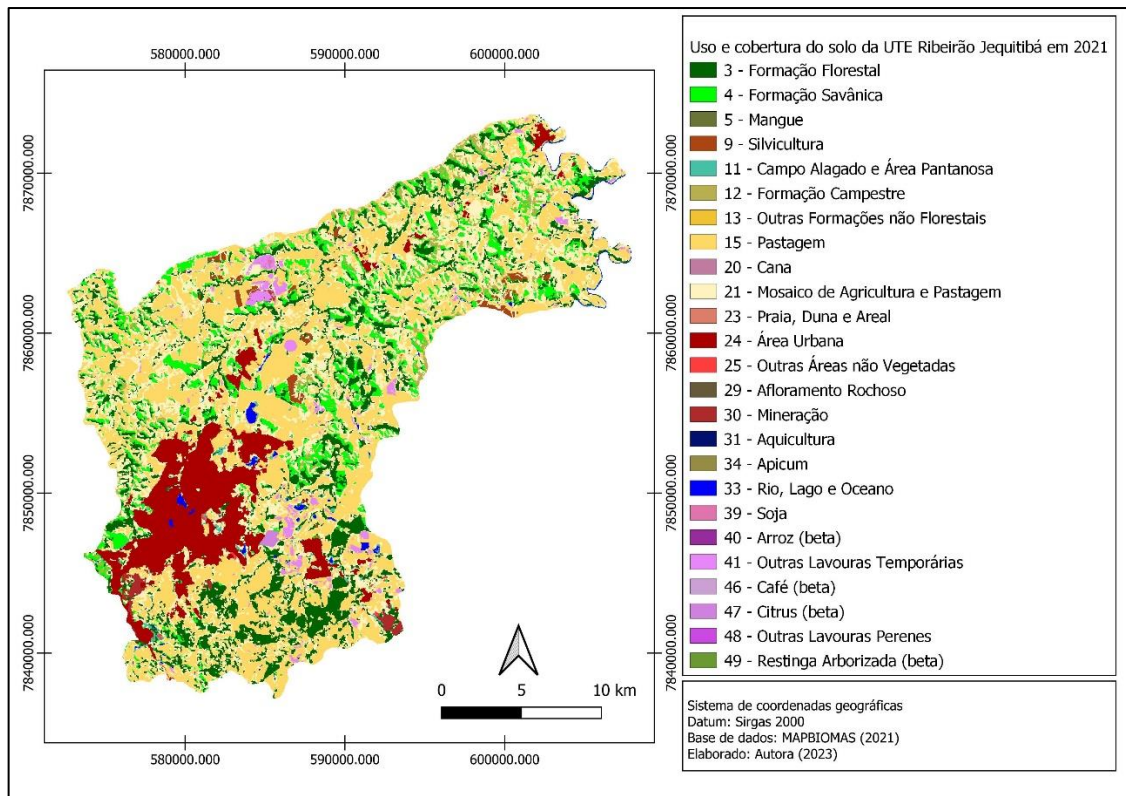 580000.000 590000.000 600000.000
7870000.000
7860000.000
7850000.000
7840000.000
7870000.000
7860000.000
7850000.000
7840000.000
0 5 10 km
580000.000 590000.000 600000.000
Uso e cobertura do solo da UTE Ribeirão Jequitibá em 2021
3 - Formação Florestal
4 - Formação Savânica
5 - Mangue
9 - Silvicultura
11 - Campo Alagado e Área Pantanosa
12 - Formação Campestre
13 - Outras Formações não Florestais
15 - Pastagem
20 - Cana
21 - Mosaico de Agricultura e Pastagem
23 - Praia, Duna e Areal
24 - Área Urbana
25 - Outras Áreas não Vegetadas
29 - Afloramento Rochoso
30 - Mineração
31 - Aquicultura
34 - Apicum
33 - Rio, Lago e Oceano
39 - Soja
40 - Arroz (beta)
41 - Outras Lavouras Temporárias
46 - Café (beta)
47 - Citrus (beta)
48 - Outras Lavouras Perenes
49 - Restinga Arborizada (beta)
Sistema de coordenadas geográficas
Datum: Sirgas 2000
Base de dados: MAPBIOMAS (2021)
Elaborado: Autora (2023)